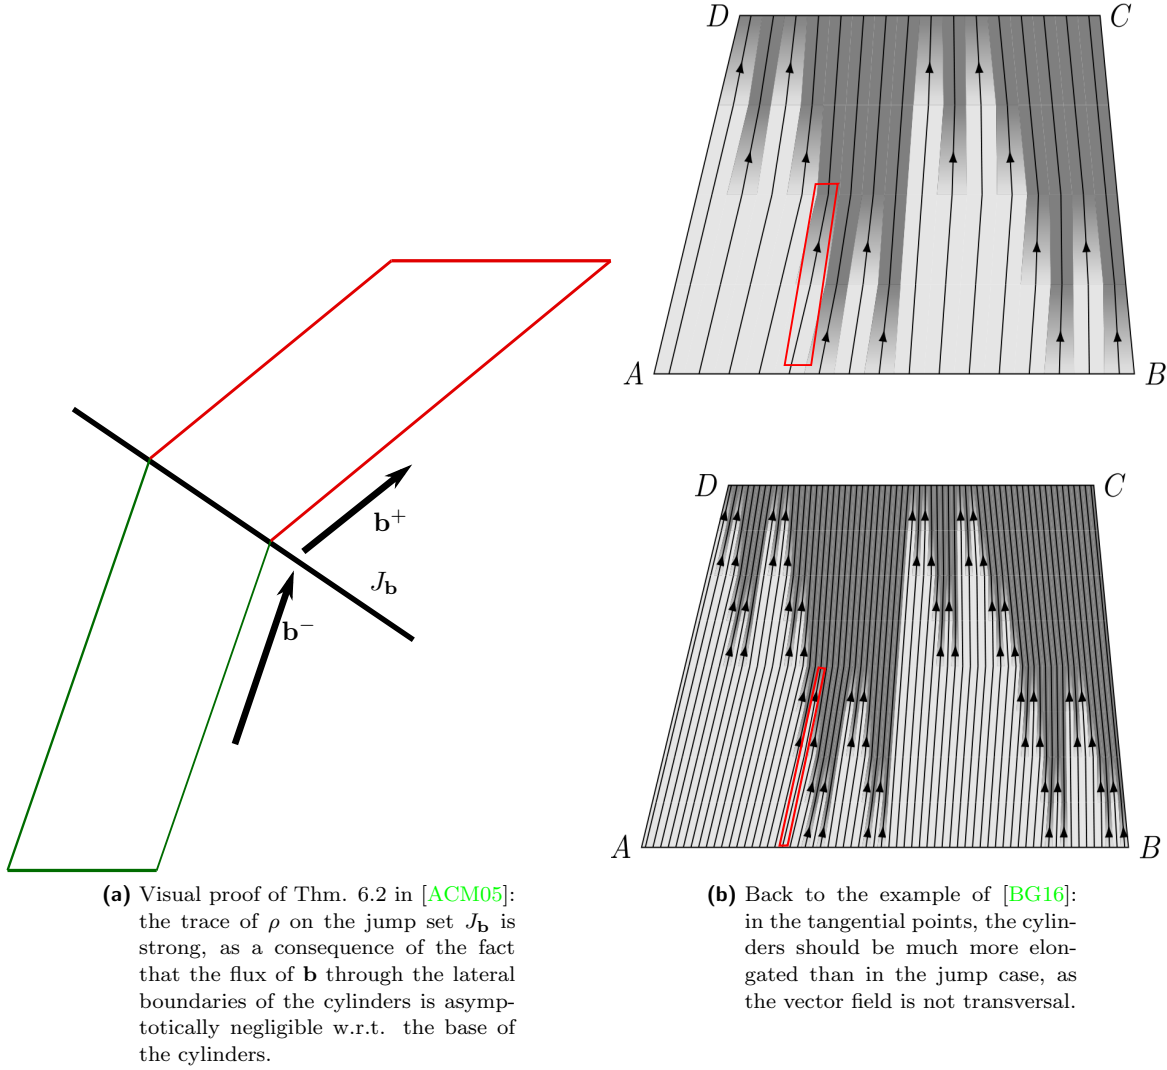 b⁺
J_b
b⁻
(a) Visual proof of Thm. 6.2 in [ACM05]:
the trace of ρ on the jump set J_b is
strong, as a consequence of the fact
that the flux of b through the lateral
boundaries of the cylinders is asymp-
totically negligible w.r.t. the base of
the cylinders.
D C
A B
D C
A B
(b) Back to the example of [BG16]:
in the tangential points, the cylin-
ders should be much more elon-
gated than in the jump case, as
the vector field is not transversal.